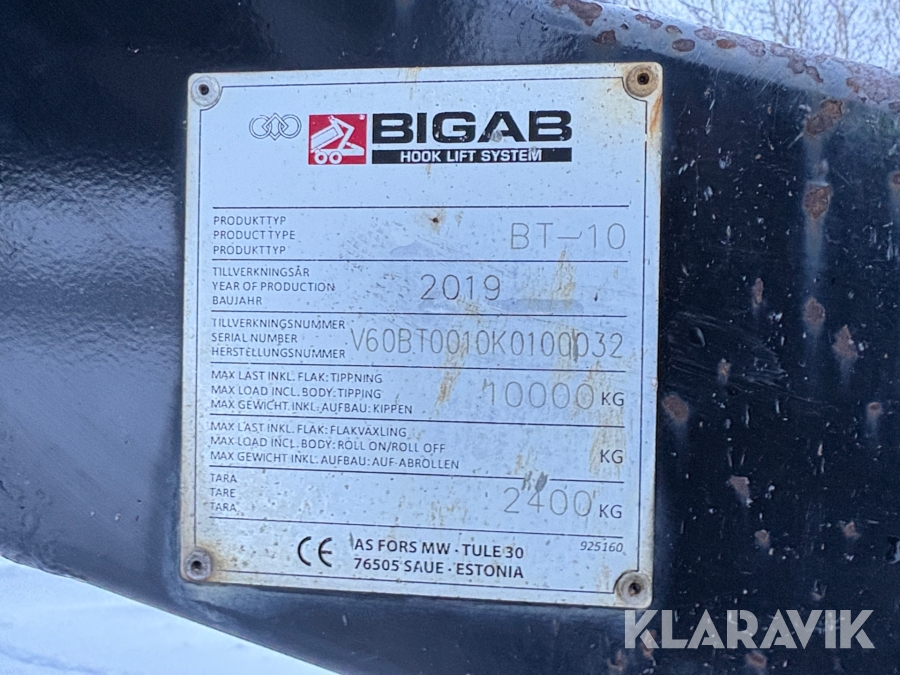 BIGAB
HOOK LIFT SYSTEM
PRODUKTTYP
PRODUCT TYPE
PRODUKTTYP
BT-10
TILLVERKNINGSÅR
YEAR OF PRODUCTION
BAUJAHR
2019
TILLVERKNINGSNUMMER
SERIAL NUMBER
HERSTELLUNGSNUMMER
V60BT0010K0100032
MAX LAST INKL. FLAK: TIPPNING
MAX LOAD INCL. BODY: TIPPING
MAX GEWICHT INKL. AUFBAU: KIPPEN
10000 KG
MAX LAST INKL. FLAK: FLAKVÄXLING
MAX LOAD INCL. BODY: ROLL ON/ROLL OFF
MAX GEWICHT INKL. AUFBAU: AUF-ABROLLEN
KG
TARA
TARE
TARA
2400 KG
CE
AS FORS MW - TULE 30
76505 SAUE - ESTONIA
925160
KLARAVIK